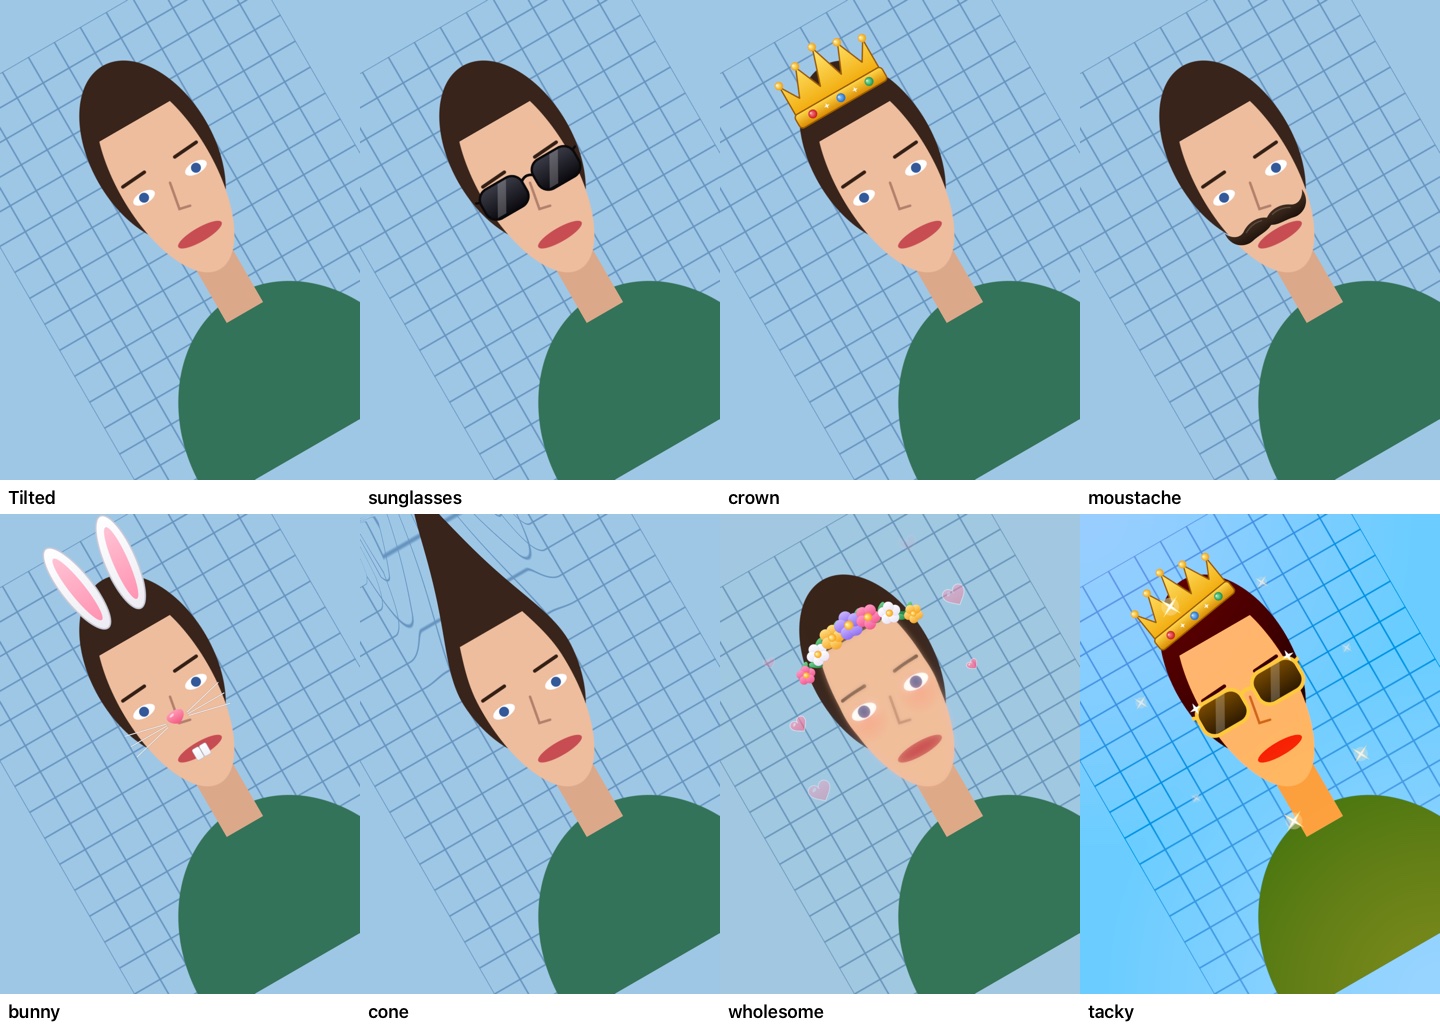 Tilted
sunglasses
crown
moustache
bunny
cone
wholesome
tacky